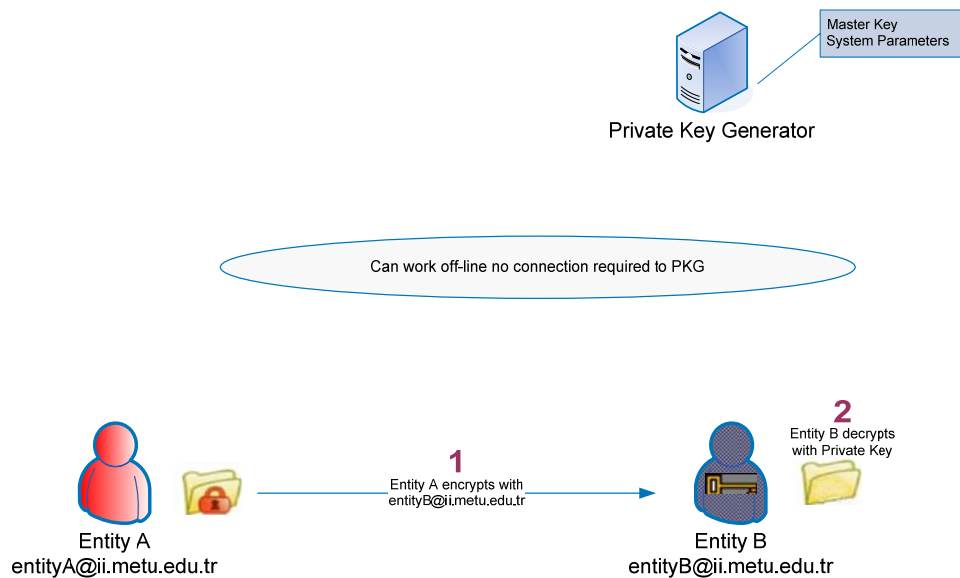 Master Key
System Parameters
Private Key Generator
Can work off-line no connection required to PKG
1
Entity A encrypts with
entityB@ii.metu.edu.tr
2
Entity B decrypts
with Private Key
Entity A
entityA@ii.metu.edu.tr
Entity B
entityB@ii.metu.edu.tr